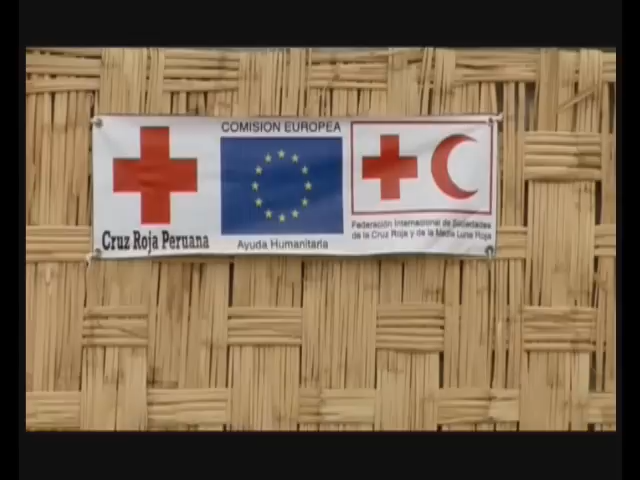 COMISION EUROPEA
Cruz Roja Peruana
Ayuda Humanitaria
Federación Internacional de Sociedades
de la Cruz Roja y de la Media Luna Roja